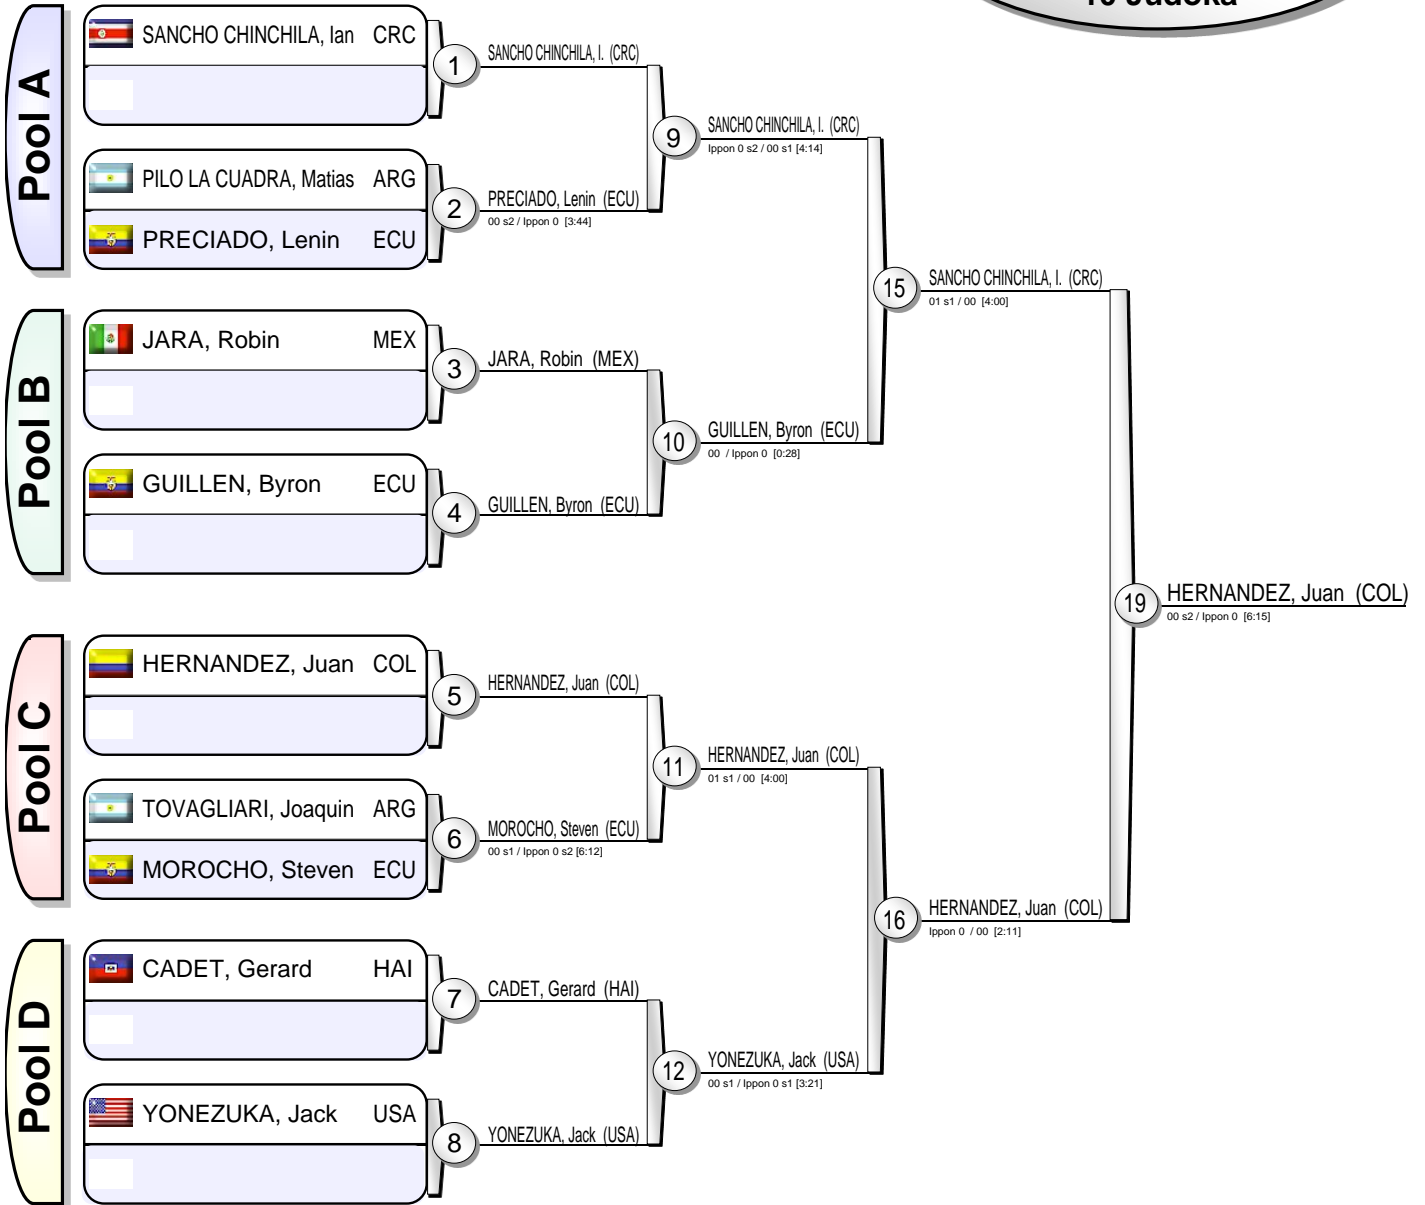 10 Judoka
Pool A
SANCHO CHINCHILA, Ian CRC
1
PILO LA CUADRA, Matias ARG
PRECIADO, Lenin ECU
2
Pool B
JARA, Robin MEX
3
GUILLEN, Byron ECU
4
Pool C
HERNANDEZ, Juan COL
5
TOVAGLIARI, Joaquin ARG
MOROCHO, Steven ECU
6
Pool D
CADET, Gerard HAI
7
YONEZUKA, Jack USA
8
SANCHO CHINCHILA, I. (CRC)
9
PRECIADO, Lenin (ECU)
00 s2 / Ippon 0 [3:44]
JARA, Robin (MEX)
10
GUILLEN, Byron (ECU)
HERNANDEZ, Juan (COL)
11
MOROCHO, Steven (ECU)
00 s1 / Ippon 0 s2 [6:12]
CADET, Gerard (HAI)
12
YONEZUKA, Jack (USA)
SANCHO CHINCHILA, I. (CRC)
Ippon 0 s2 / 00 s1 [4:14]
15
GUILLEN, Byron (ECU)
00 / Ippon 0 [0:28]
HERNANDEZ, Juan (COL)
01 s1 / 00 [4:00]
16
YONEZUKA, Jack (USA)
00 s1 / Ippon 0 s1 [3:21]
SANCHO CHINCHILA, I. (CRC)
01 s1 / 00 [4:00]
19
HERNANDEZ, Juan (COL)
Ippon 0 / 00 [2:11]
HERNANDEZ, Juan (COL)
00 s2 / Ippon 0 [6:15]